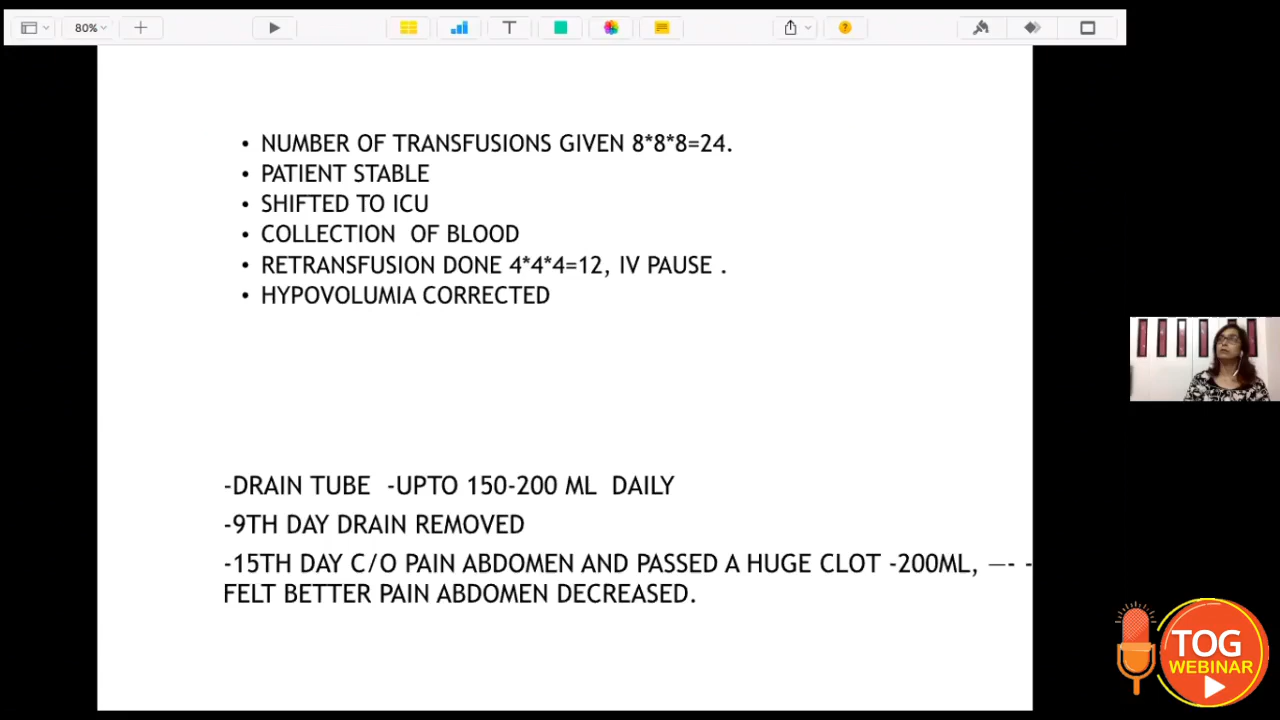 80%
• NUMBER OF TRANSFUSIONS GIVEN 8*8*8=24.
• PATIENT STABLE
• SHIFTED TO ICU
• COLLECTION OF BLOOD
• RETRANSFUSION DONE 4*4*4=12, IV PAUSE .
• HYPOVOLUMIA CORRECTED
-DRAIN TUBE -UPTO 150-200 ML DAILY
-9TH DAY DRAIN REMOVED
-15TH DAY C/O PAIN ABDOMEN AND PASSED A HUGE CLOT -200ML, —- -
FELT BETTER PAIN ABDOMEN DECREASED.
TOG
WEBINAR